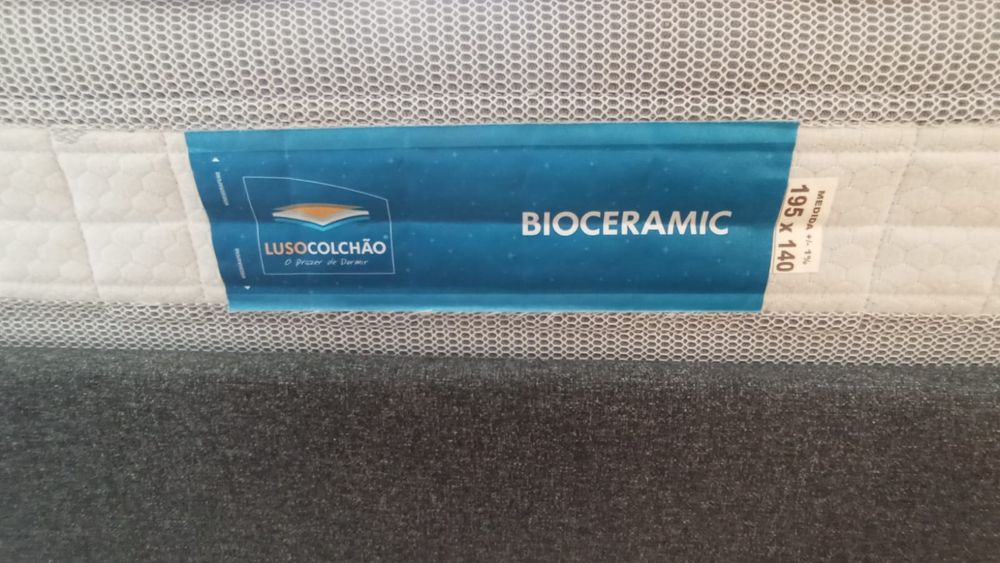 LUSOCOLCHÃO®
O Prazer de Dormir
BIOCERAMIC
MEDIDA +/- 1%
195 x 140